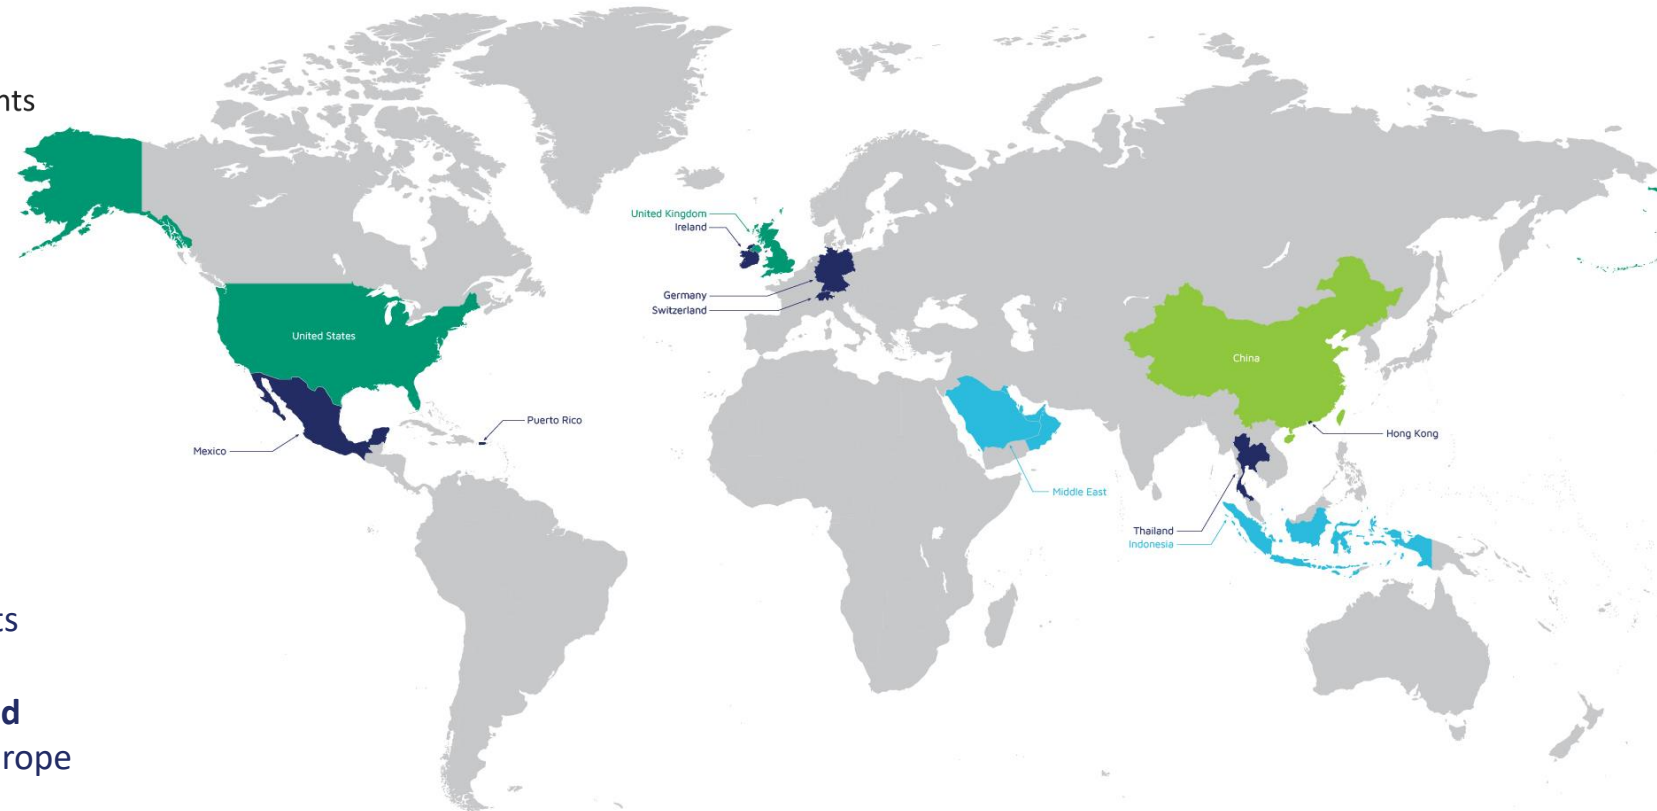 nts
United Kingdom
Ireland
Germany
Switzerland
United States
China
Puerto Rico
Hong Kong
Mexico
Middle East
Thailand
Indonesia
ts
d
rope